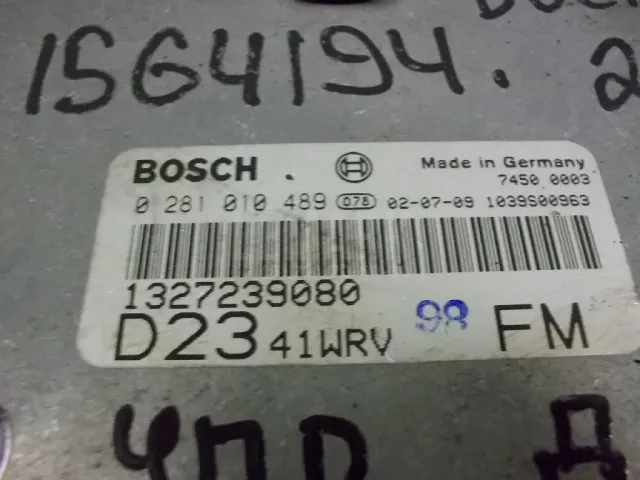 1SG4194. 2
BOSCH . Made in Germany
7450 0003
0 281 010 489 078 02-07-09 1039S00963
1327239080
D23 41WRV 98 FM